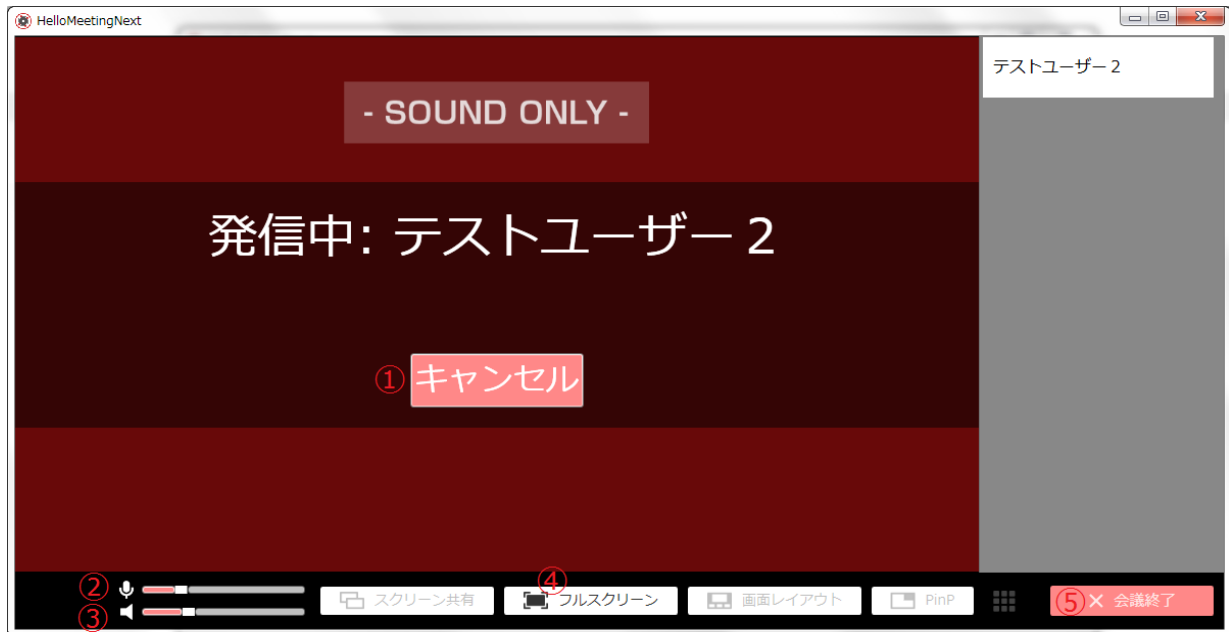 HelloMeetingNext
テストユーザー２
- SOUND ONLY -
発信中: テストユーザー２
① キャンセル
②
③
スクリーン共有
④
フルスクリーン
画面レイアウト
PinP
⑤ × 会議終了